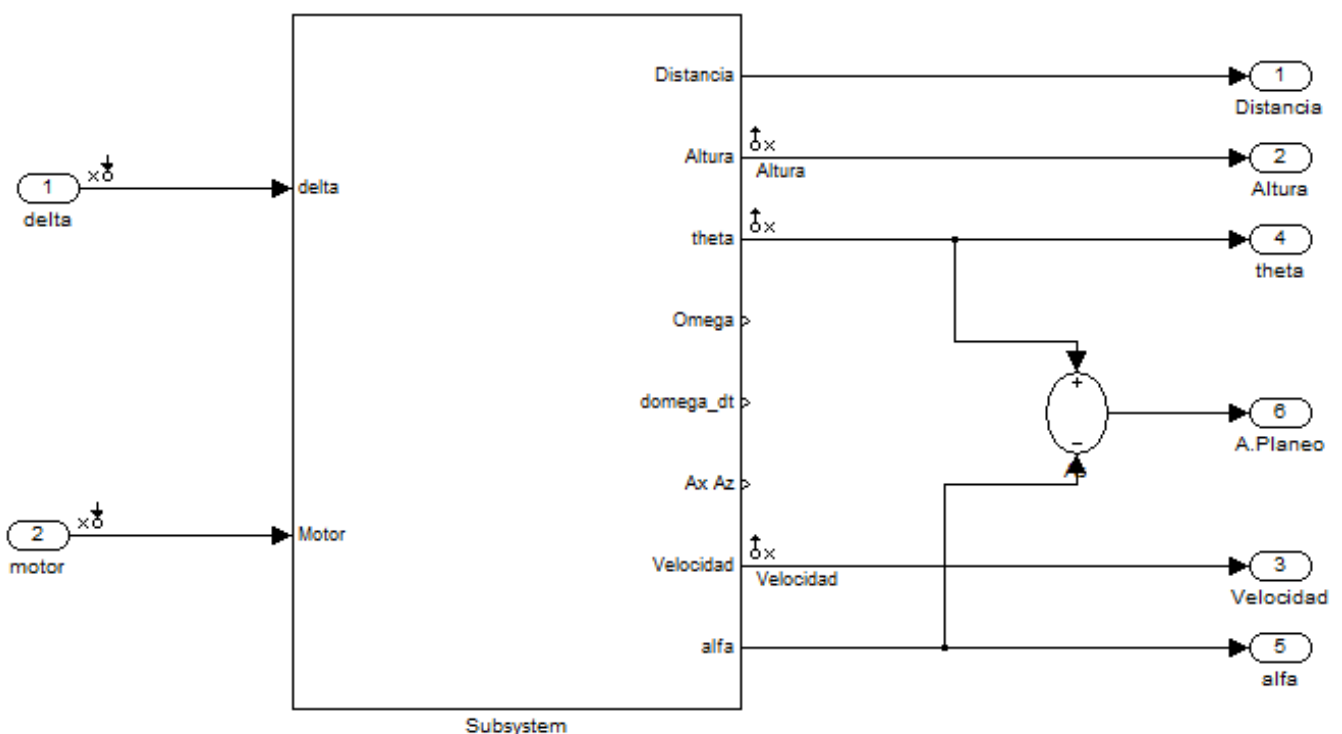 Distancia
1
Distancia
Altura
Altura
2
Altura
1
delta
delta
theta
4
theta
Omega
+
domega_dt
6
A.Planeo
−
Ax Az
2
motor
Motor
Velocidad
Velocidad
3
Velocidad
alfa
5
alfa
Subsystem